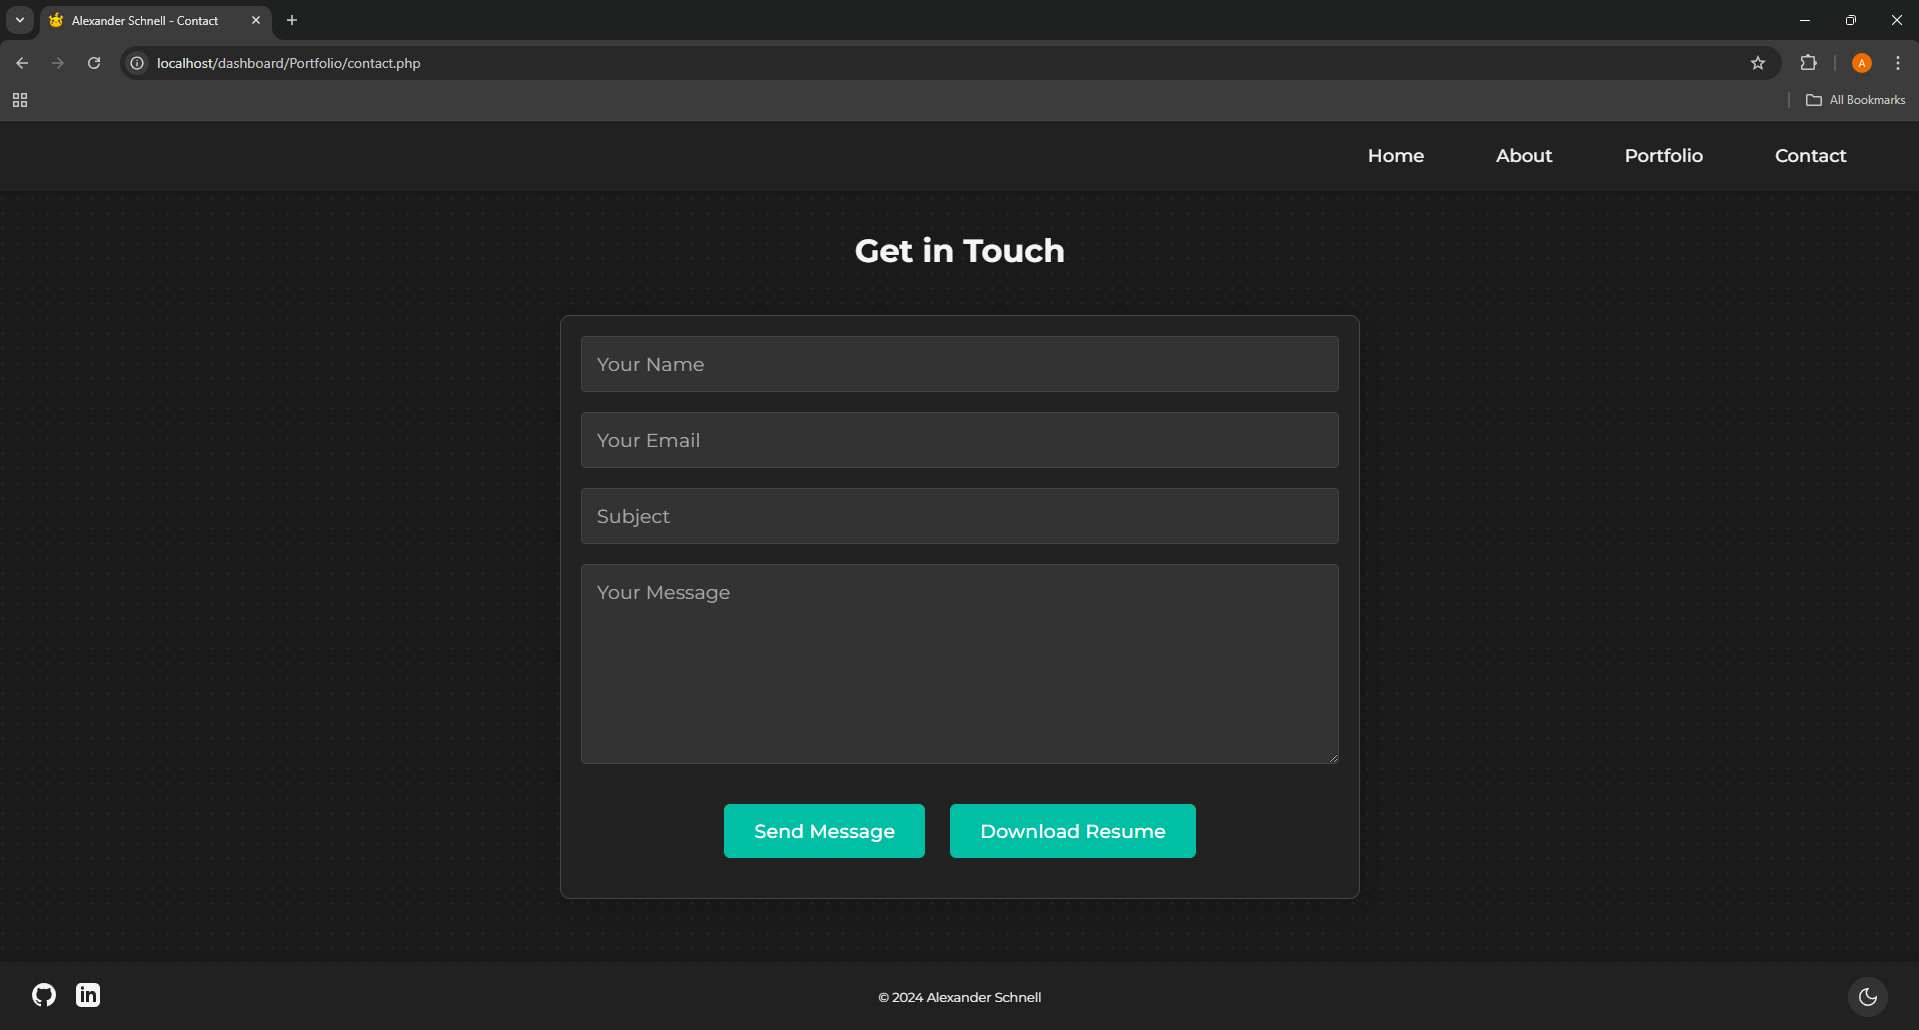 Alexander Schnell - Contact
localhost/dashboard/Portfolio/contact.php
A
All Bookmarks
Home About Portfolio Contact
Get in Touch
Your Name
Your Email
Subject
Your Message
Send Message Download Resume
in
© 2024 Alexander Schnell